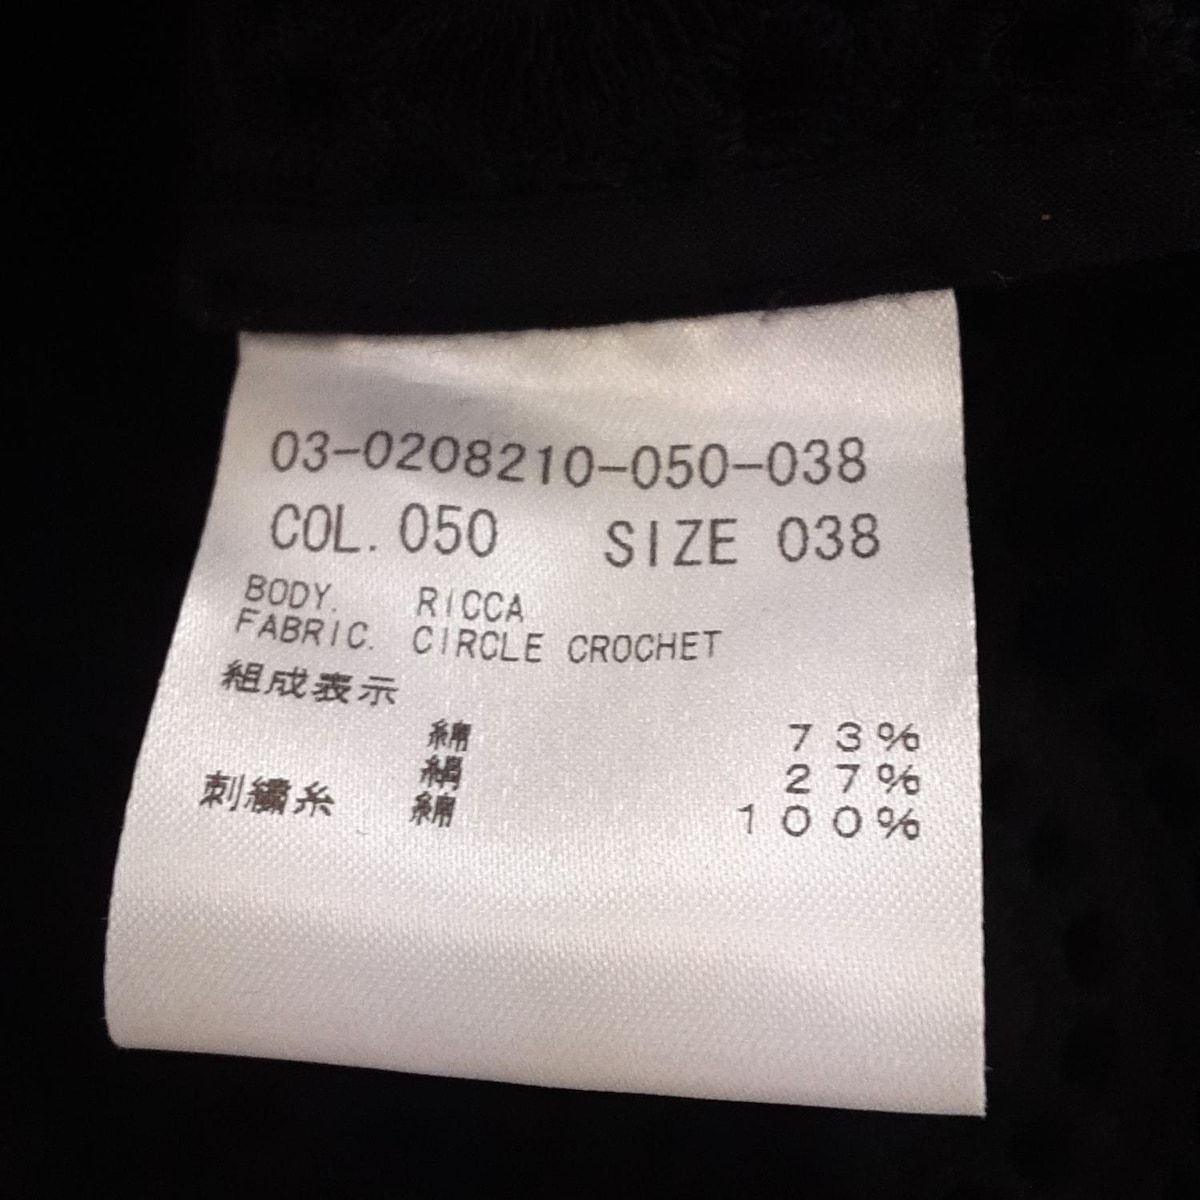 03-0208210-050-038
COL. 050 SIZE 038
BODY. RICCA
FABRIC. CIRCLE CROCHET
組成表示
綿 73%
絹 27%
刺繍糸 綿 100%